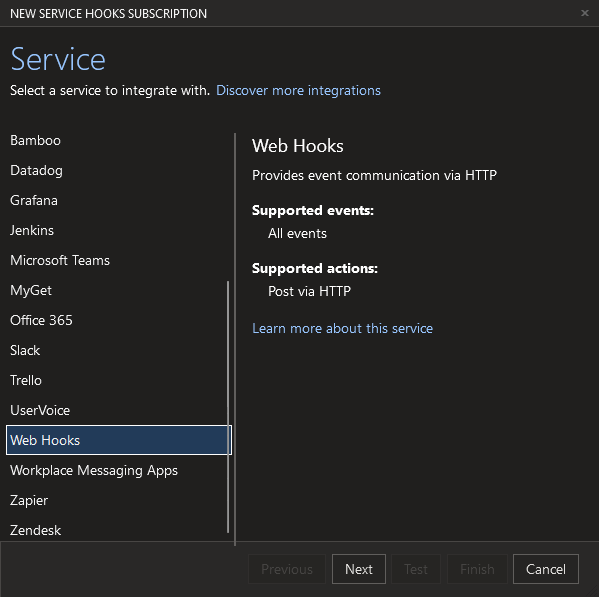 NEW SERVICE HOOKS SUBSCRIPTION
Service
Select a service to integrate with. Discover more integrations
Bamboo
Datadog
Grafana
Jenkins
Microsoft Teams
MyGet
Office 365
Slack
Trello
UserVoice
Web Hooks
Workplace Messaging Apps
Zapier
Zendesk
Web Hooks
Provides event communication via HTTP
Supported events:
All events
Supported actions:
Post via HTTP
Learn more about this service
Previous Next Test Finish Cancel